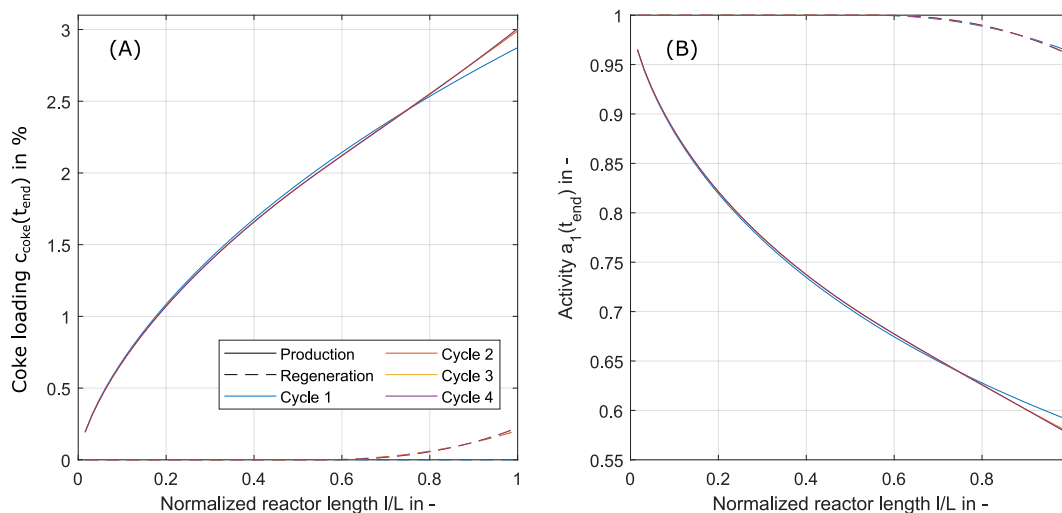 (A)
3
2.5
2
1.5
1
0.5
0
Coke loading c_coke(t_end) in %
Production
Regeneration
Cycle 1
Cycle 2
Cycle 3
Cycle 4
0 0.2 0.4 0.6 0.8 1
Normalized reactor length l/L in -
(B)
1
0.95
0.9
0.85
0.8
0.75
0.7
0.65
0.6
0.55
Activity a_1(t_end) in -
0 0.2 0.4 0.6 0.8
Normalized reactor length l/L in -